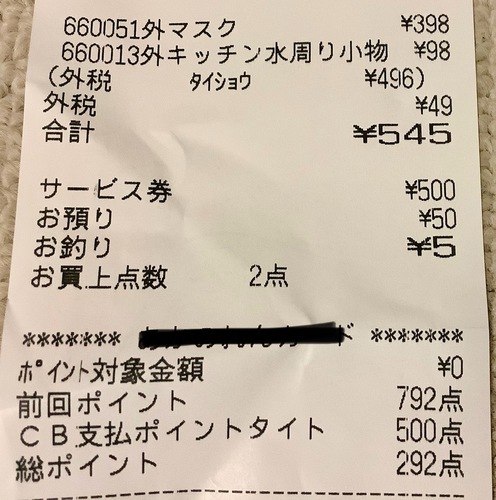 660051外マスク ¥398
660013外キッチン水周り小物 ¥98
(外税 タイショウ ¥496)
外税 ¥49
合計 ¥545
サービス券 ¥500
お預り ¥50
お釣り ¥5
お買上点数 2点
******* ド *******
ポイント対象金額 ¥0
前回ポイント 792点
CB支払ポイントタイト 500点
総ポイント 292点